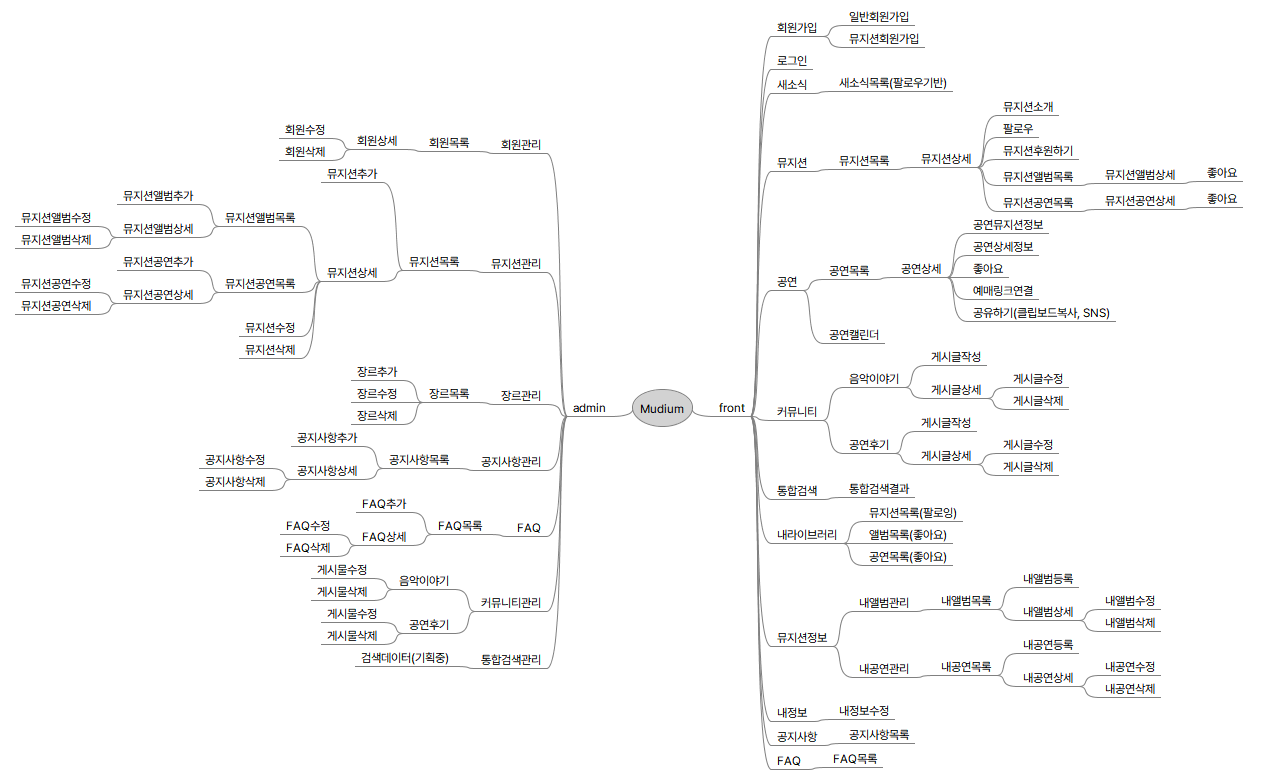 Mudium
front
회원가입
일반회원가입
뮤지션회원가입
로그인
새소식
새소식목록(팔로우기반)
뮤지션
뮤지션목록
뮤지션상세
뮤지션소개
팔로우
뮤지션후원하기
뮤지션앨범목록
뮤지션앨범상세
좋아요
뮤지션공연목록
뮤지션공연상세
좋아요
공연
공연목록
공연상세
공연뮤지션정보
공연상세정보
좋아요
예매링크연결
공유하기(클립보드복사, SNS)
공연캘린더
커뮤니티
음악이야기
게시글작성
게시글상세
게시글수정
게시글삭제
공연후기
게시글작성
게시글상세
게시글수정
게시글삭제
통합검색
통합검색결과
내라이브러리
뮤지션목록(팔로잉)
앨범목록(좋아요)
공연목록(좋아요)
뮤지션정보
내앨범관리
내앨범목록
내앨범등록
내앨범상세
내앨범수정
내앨범삭제
내공연관리
내공연목록
내공연등록
내공연상세
내공연수정
내공연삭제
내정보
내정보수정
공지사항
공지사항목록
FAQ
FAQ목록
admin
회원관리
회원목록
회원상세
회원수정
회원삭제
뮤지션관리
뮤지션목록
뮤지션추가
뮤지션상세
뮤지션앨범목록
뮤지션앨범추가
뮤지션앨범상세
뮤지션앨범수정
뮤지션앨범삭제
뮤지션공연목록
뮤지션공연추가
뮤지션공연상세
뮤지션공연수정
뮤지션공연삭제
뮤지션수정
뮤지션삭제
장르관리
장르목록
장르추가
장르수정
장르삭제
공지사항관리
공지사항목록
공지사항추가
공지사항상세
공지사항수정
공지사항삭제
FAQ
FAQ목록
FAQ추가
FAQ상세
FAQ수정
FAQ삭제
커뮤니티관리
음악이야기
게시물수정
게시물삭제
공연후기
게시물수정
게시물삭제
통합검색관리
검색데이터(기획중)